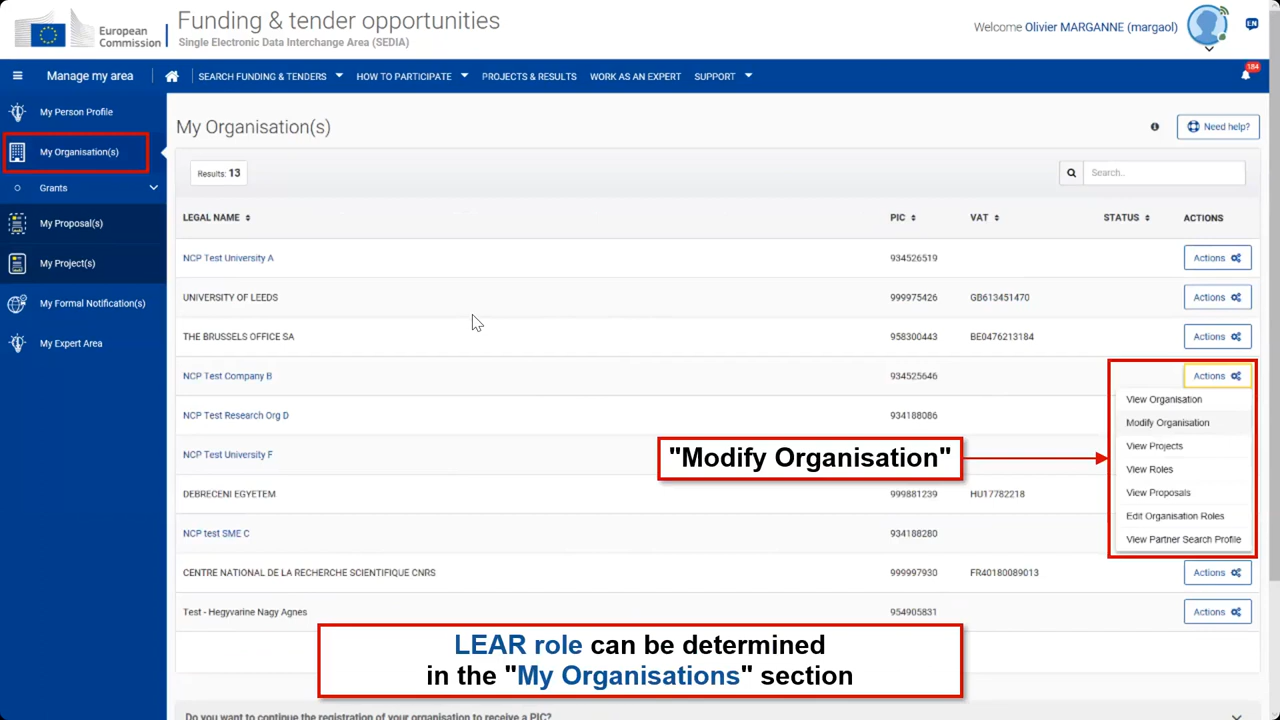 European
Commission
Funding & tender opportunities
Single Electronic Data Interchange Area (SEDIA)
Welcome Olivier MARGANNE (margaol)
EN
Manage my area
SEARCH FUNDING & TENDERS
HOW TO PARTICIPATE
PROJECTS & RESULTS
WORK AS AN EXPERT
SUPPORT
184
My Person Profile
My Organisation(s)
Grants
My Proposal(s)
My Project(s)
My Formal Notification(s)
My Expert Area
My Organisation(s)
Need help?
Results: 13
Search..
LEGAL NAME PIC VAT STATUS ACTIONS
NCP Test University A 934526519 Actions
UNIVERSITY OF LEEDS 999975426 GB613451470 Actions
THE BRUSSELS OFFICE SA 958300443 BE0476213184 Actions
NCP Test Company B 934525646 Actions
View Organisation
Modify Organisation
View Projects
View Roles
View Proposals
Edit Organisation Roles
View Partner Search Profile
NCP Test Research Org D 934188086
NCP Test University F
"Modify Organisation"
DEBRECENI EGYETEM 999881239 HU17782218
NCP test SME C 934188280
CENTRE NATIONAL DE LA RECHERCHE SCIENTIFIQUE CNRS 999997930 FR40180089013 Actions
Test - Hegyvarine Nagy Agnes 954905831 Actions
LEAR role can be determined
in the "My Organisations" section
Do you want to continue the registration of your organisation to receive a PIC?